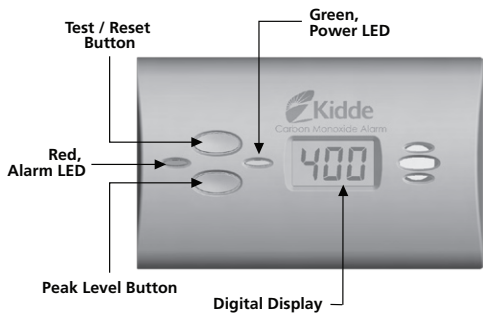 Test / Reset
Button
Green,
Power LED
Kidde
Carbon Monoxide Alarm
Red,
Alarm LED
400
Peak Level Button
Digital Display